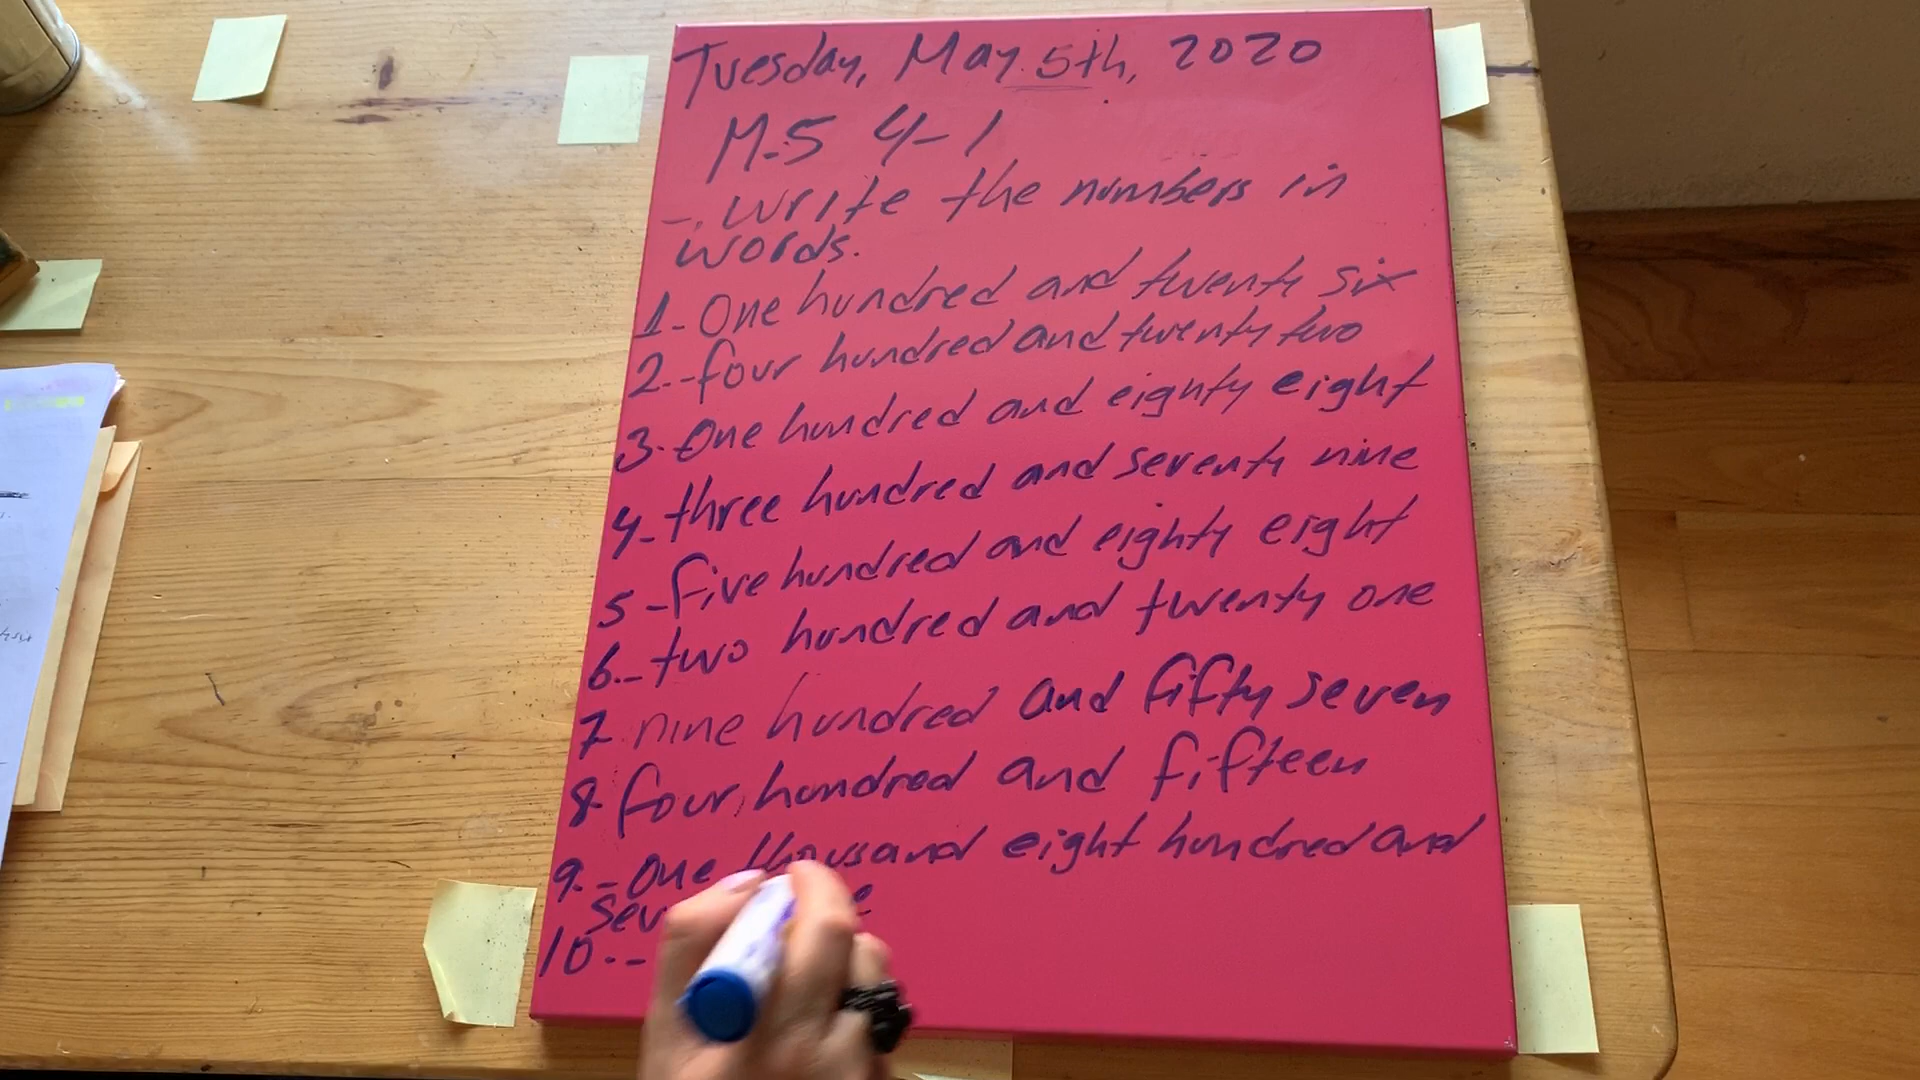 Tuesday, May 5th, 2020
M-5 4-1
-. Write the numbers in
words.
1- One hundred and twenty six
2.- four hundred and twenty two
3. One hundred and eighty eight
4- three hundred and seventy nine
5 - five hundred and eighty eight
6.- two hundred and twenty one
7. nine hundred and fifty seven
8. four hundred and fifteen
9.- One thousand eight hundred and
10.-